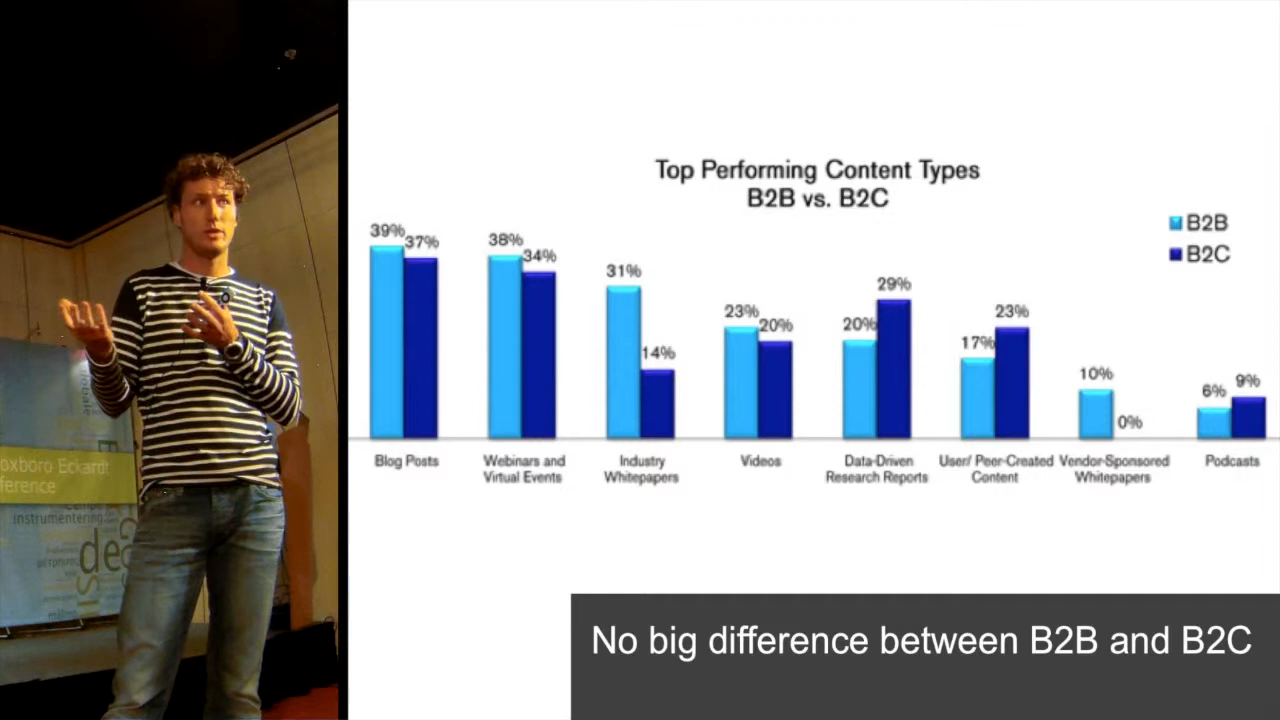 Top Performing Content Types
B2B vs. B2C
B2B
B2C
39%
37%
38%
34%
31%
14%
23%
20%
20%
29%
17%
23%
10%
0%
6%
9%
Blog Posts
Webinars and
Virtual Events
Industry
Whitepapers
Videos
Data-Driven
Research Reports
User/ Peer-Created
Content
Vendor-Sponsored
Whitepapers
Podcasts
No big difference between B2B and B2C
oxboro Eckardt
ference
instrumentering
de